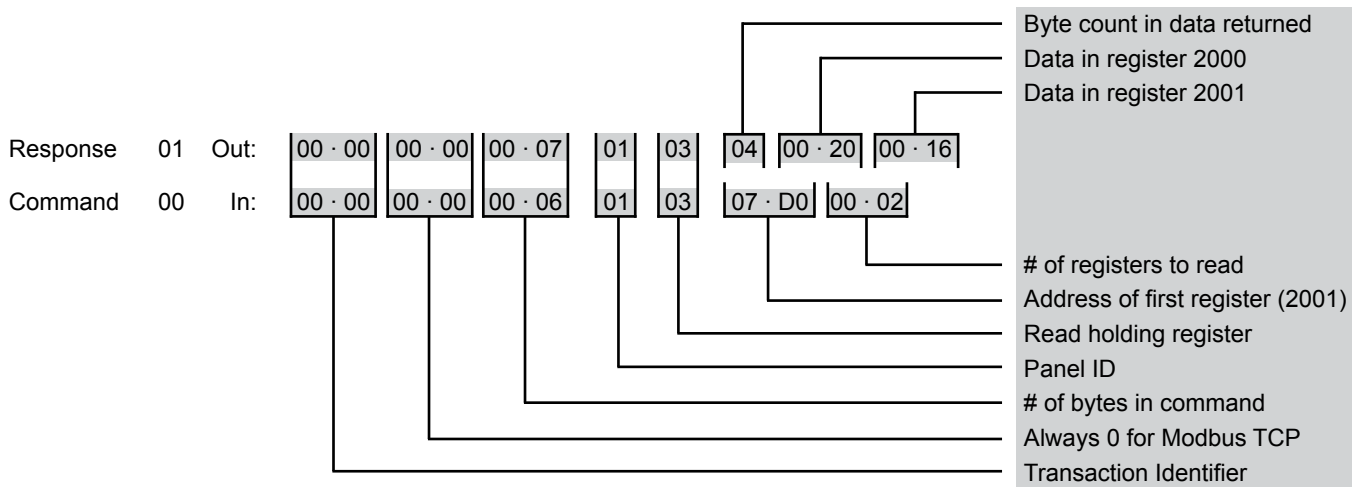 Byte count in data returned
Data in register 2000
Data in register 2001
Response 01 Out: 00 · 00 00 · 00 00 · 07 01 03 04 00 · 20 00 · 16
Command 00 In: 00 · 00 00 · 00 00 · 06 01 03 07 · D0 00 · 02
# of registers to read
Address of first register (2001)
Read holding register
Panel ID
# of bytes in command
Always 0 for Modbus TCP
Transaction Identifier